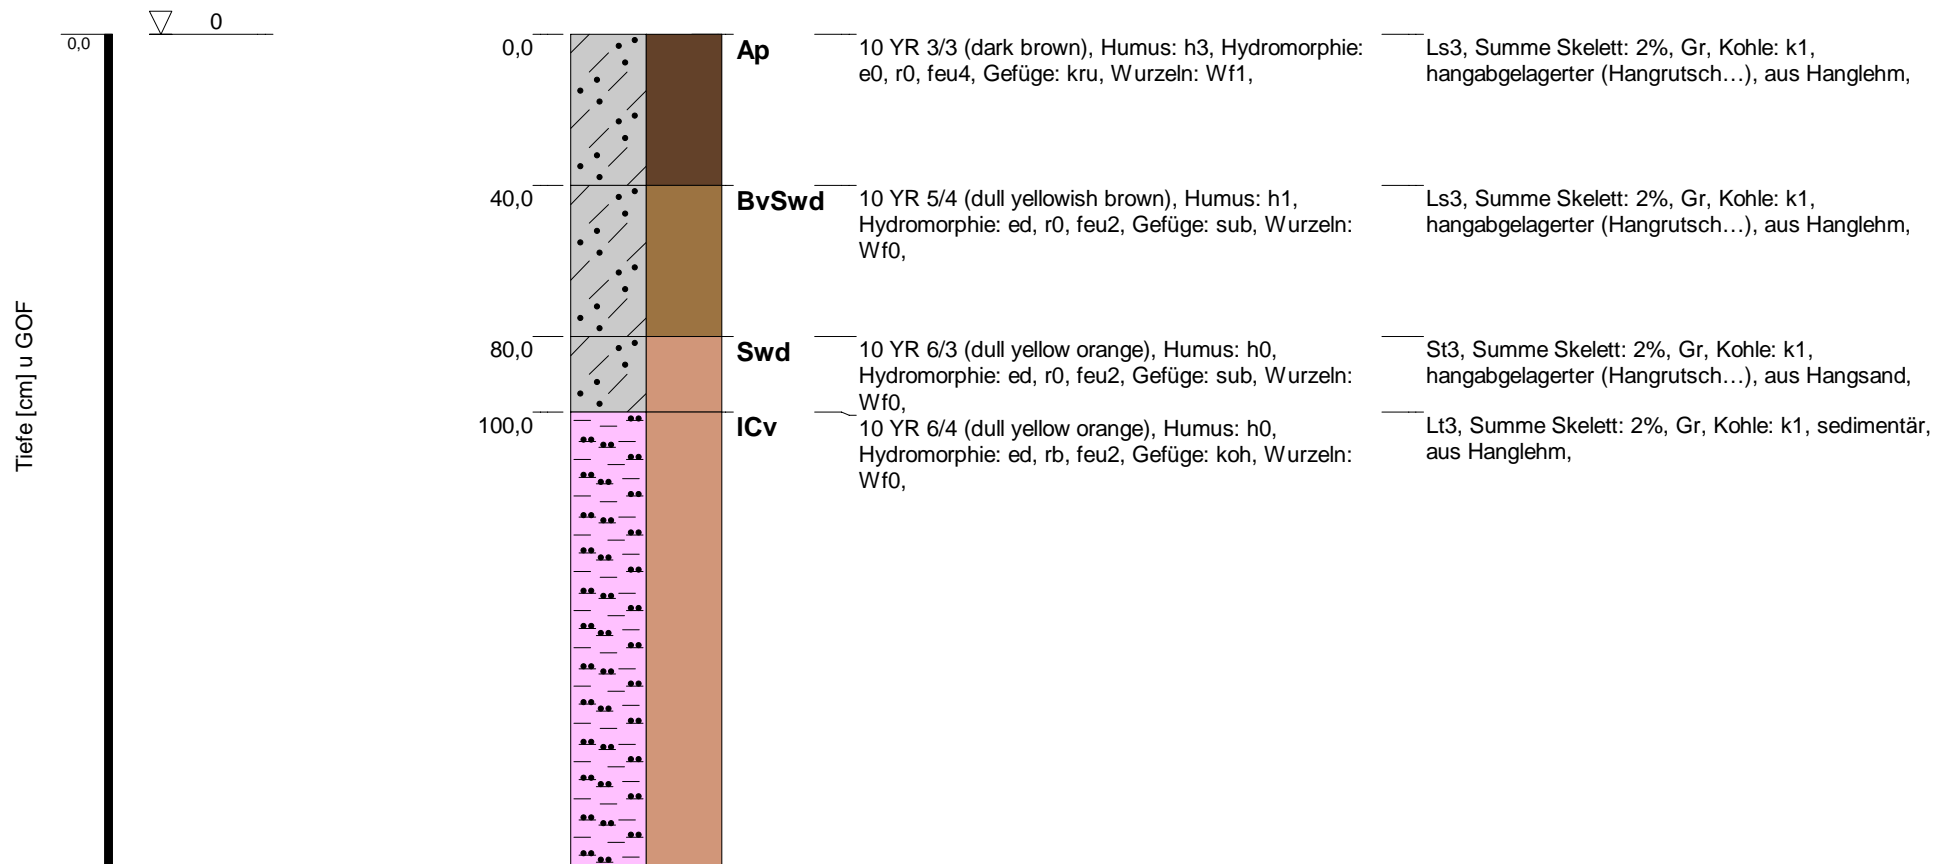 0
0,0
Tiefe [cm] u GOF
0,0
Ap
10 YR 3/3 (dark brown), Humus: h3, Hydromorphie:
e0, r0, feu4, Gefüge: kru, Wurzeln: Wf1,
Ls3, Summe Skelett: 2%, Gr, Kohle: k1,
hangabgelagerter (Hangrutsch…), aus Hanglehm,
40,0
BvSwd
10 YR 5/4 (dull yellowish brown), Humus: h1,
Hydromorphie: ed, r0, feu2, Gefüge: sub, Wurzeln:
Wf0,
Ls3, Summe Skelett: 2%, Gr, Kohle: k1,
hangabgelagerter (Hangrutsch…), aus Hanglehm,
80,0
Swd
10 YR 6/3 (dull yellow orange), Humus: h0,
Hydromorphie: ed, r0, feu2, Gefüge: sub, Wurzeln:
Wf0,
St3, Summe Skelett: 2%, Gr, Kohle: k1,
hangabgelagerter (Hangrutsch…), aus Hangsand,
100,0
ICv
10 YR 6/4 (dull yellow orange), Humus: h0,
Hydromorphie: ed, rb, feu2, Gefüge: koh, Wurzeln:
Wf0,
Lt3, Summe Skelett: 2%, Gr, Kohle: k1, sedimentär,
aus Hanglehm,